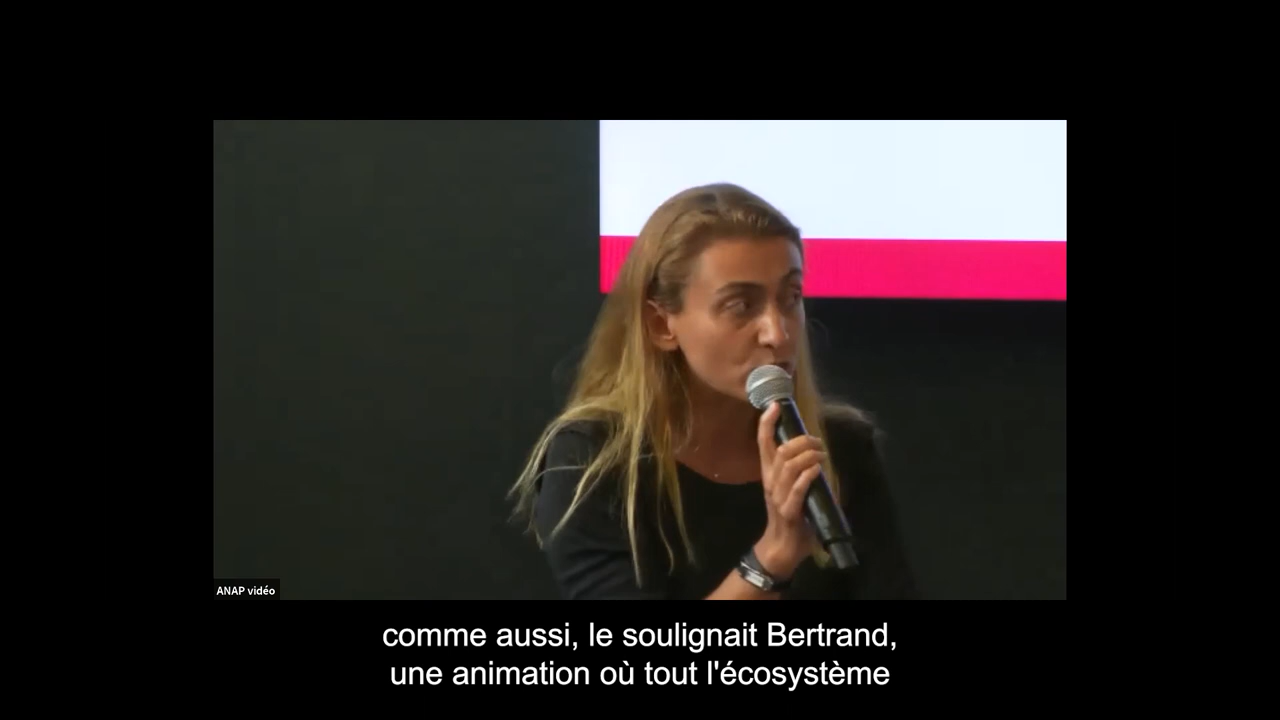 ANAP vidéo
comme aussi, le soulignait Bertrand,
une animation où tout l'écosystème